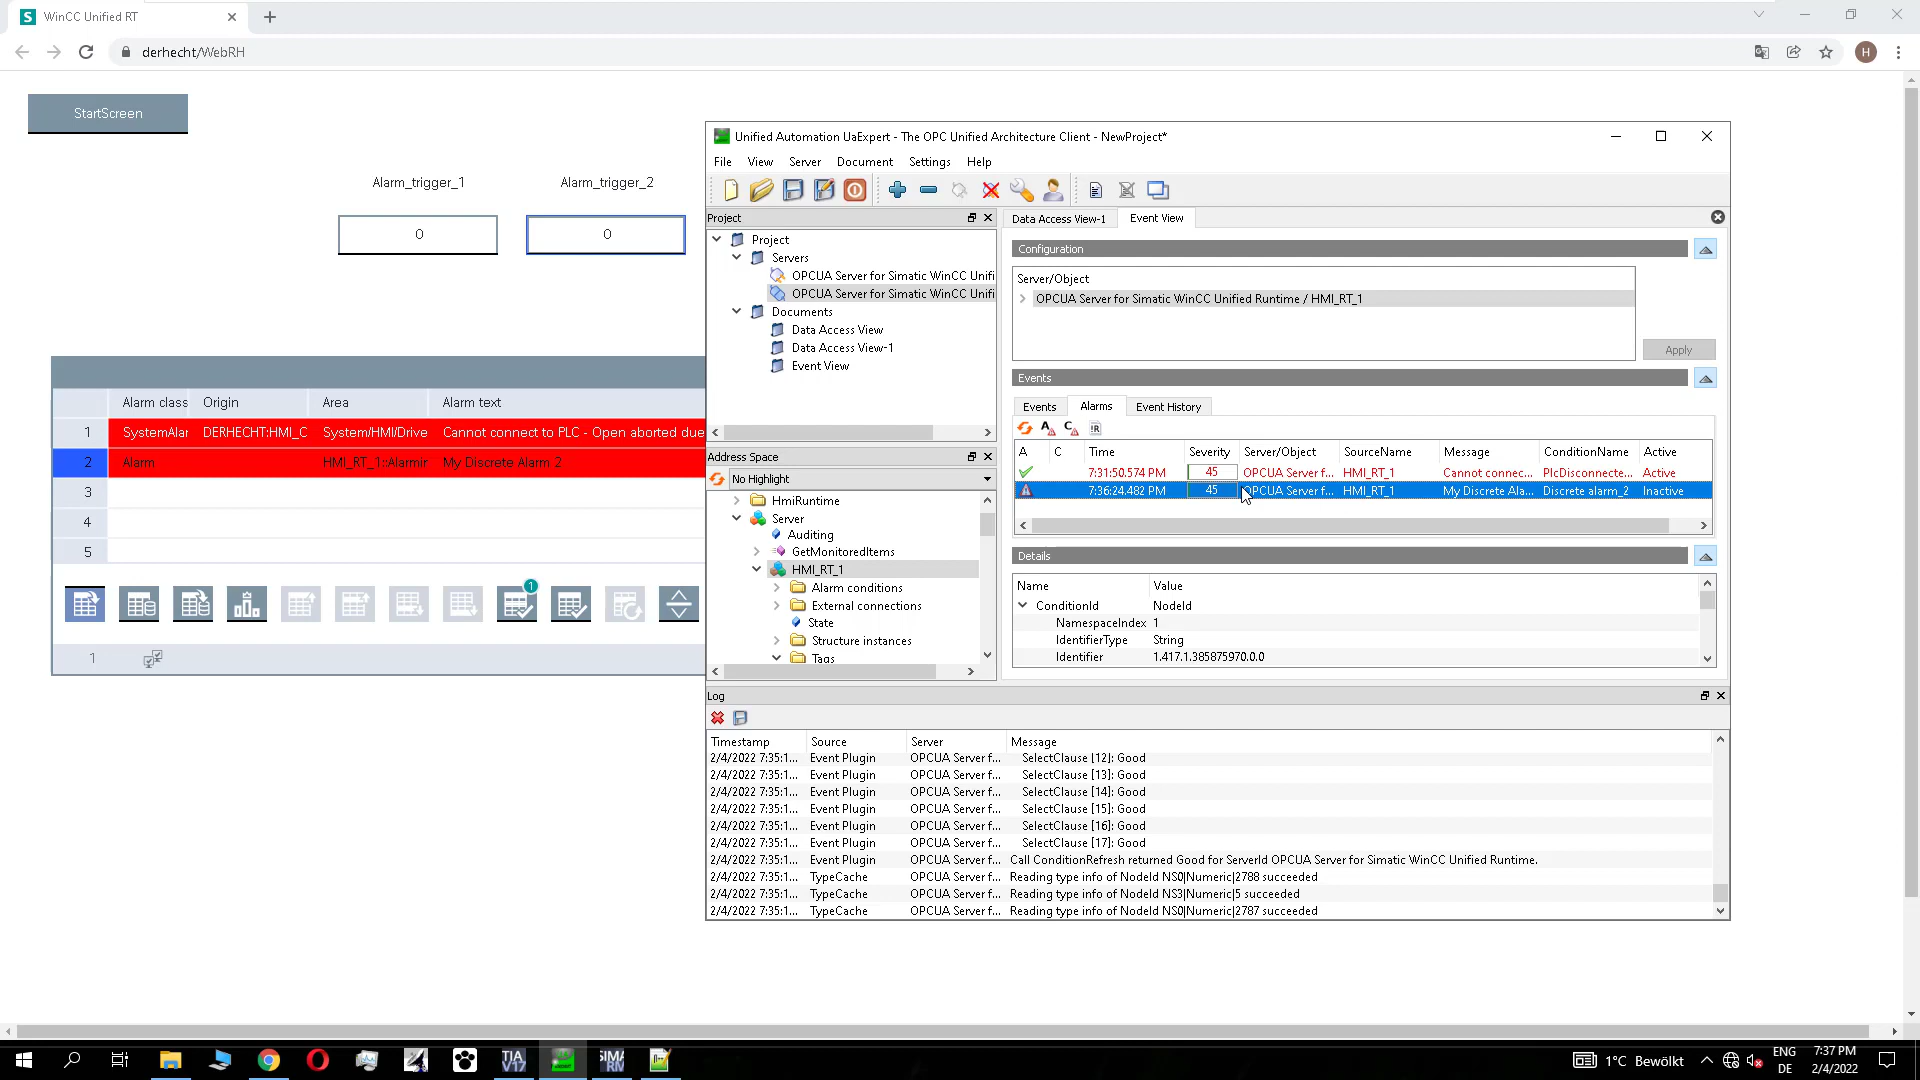 WinCC Unified RT
derhecht/WebRH
H
StartScreen
Alarm_trigger_1
Alarm_trigger_2
0
0
Alarm class Origin Area Alarm text
1 SystemAlar DERHECHT:HMI_C System/HMI/Drive Cannot connect to PLC - Open aborted due
2 Alarm HMI_RT_1::Alarmir My Discrete Alarm 2
3
4
5
1
1
Unified Automation UaExpert - The OPC Unified Architecture Client - NewProject*
File View Server Document Settings Help
Project
Project
Servers
OPCUA Server for Simatic WinCC Unifi
OPCUA Server for Simatic WinCC Unifi
Documents
Data Access View
Data Access View-1
Event View
Address Space
No Highlight
HmiRuntime
Server
Auditing
GetMonitoredItems
HMI_RT_1
Alarm conditions
External connections
State
Structure instances
Tags
Data Access View-1 Event View
Configuration
Server/Object
OPCUA Server for Simatic WinCC Unified Runtime / HMI_RT_1
Apply
Events
Events Alarms Event History
A C Time Severity Server/Object SourceName Message ConditionName Active
7:31:50.574 PM 45 OPCUA Server f... HMI_RT_1 Cannot connec... PlcDisconnecte... Active
7:36:24.482 PM 45 OPCUA Server f... HMI_RT_1 My Discrete Ala... Discrete alarm_2 Inactive
Details
Name Value
ConditionId NodeId
NamespaceIndex 1
IdentifierType String
Identifier 1.417.1.385875970.0.0
Log
Timestamp Source Server Message
2/4/2022 7:35:1... Event Plugin OPCUA Server f... SelectClause [12]: Good
2/4/2022 7:35:1... Event Plugin OPCUA Server f... SelectClause [13]: Good
2/4/2022 7:35:1... Event Plugin OPCUA Server f... SelectClause [14]: Good
2/4/2022 7:35:1... Event Plugin OPCUA Server f... SelectClause [15]: Good
2/4/2022 7:35:1... Event Plugin OPCUA Server f... SelectClause [16]: Good
2/4/2022 7:35:1... Event Plugin OPCUA Server f... SelectClause [17]: Good
2/4/2022 7:35:1... Event Plugin OPCUA Server f... Call ConditionRefresh returned Good for ServerId OPCUA Server for Simatic WinCC Unified Runtime.
2/4/2022 7:35:1... TypeCache OPCUA Server f... Reading type info of NodeId NS0|Numeric|2788 succeeded
2/4/2022 7:35:1... TypeCache OPCUA Server f... Reading type info of NodeId NS3|Numeric|5 succeeded
2/4/2022 7:35:1... TypeCache OPCUA Server f... Reading type info of NodeId NS0|Numeric|2787 succeeded
TIA V17
1°C Bewölkt
ENG
DE
7:37 PM
2/4/2022